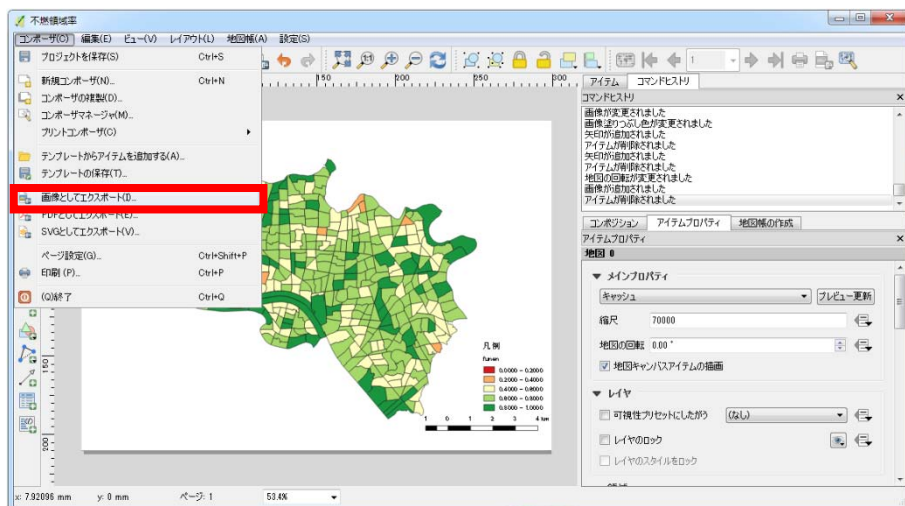 不燃領域率
コンポーザ(C) 編集(E) ビュー(V) レイアウト(L) 地図帳(A) 設定(S)
プロジェクトを保存(S) Ctrl+S
新規コンポーザ(N)... Ctrl+N
コンポーザの複製(D)...
コンポーザマネージャ(M)...
プリントコンポーザ(C)
テンプレートからアイテムを追加する(A)...
テンプレートの保存(T)...
画像としてエクスポート(I)...
PDFとしてエクスポート(E)...
SVGとしてエクスポート(V)...
ページ設定(G)... Ctrl+Shift+P
印刷 (P)... Ctrl+P
(Q)終了 Ctrl+Q
1
150 200 250 300
150
200
凡例
funen
0.0000 - 0.2000
0.2000 - 0.4000
0.4000 - 0.6000
0.6000 - 0.8000
0.8000 - 1.0000
1 0 1 2 3 4 km
アイテム コマンドヒストリ
コマンドヒストリ
画像が変更されました
画像塗りつぶし色が変更されました
矢印が追加されました
アイテムが削除されました
矢印が追加されました
アイテムが削除されました
地図の回転が変更されました
画像が追加されました
アイテムが削除されました
コンポジション アイテムプロパティ 地図帳の作成
アイテムプロパティ
地図 0
メインプロパティ
キャッシュ プレビュー更新
縮尺 70000
地図の回転 0.00 °
地図キャンバスアイテムの描画
レイヤ
可視性プリセットにしたがう (なし)
レイヤのロック
レイヤのスタイルをロック
x: 7.92096 mm y: 0 mm ページ: 1 53.4%